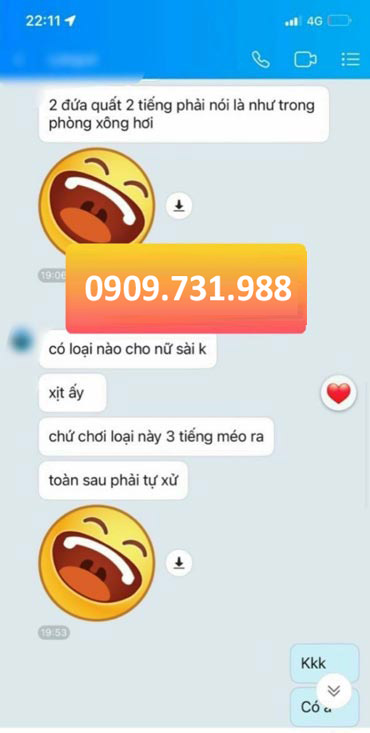 22:11
4G
2 đứa quất 2 tiếng phải nói là như trong
phòng xông hơi
19:06
0909.731.988
có loại nào cho nữ sài k
xịt ấy
chứ chơi loại này 3 tiếng méo ra
toàn sau phải tự xử
19:53
Kkk
Có